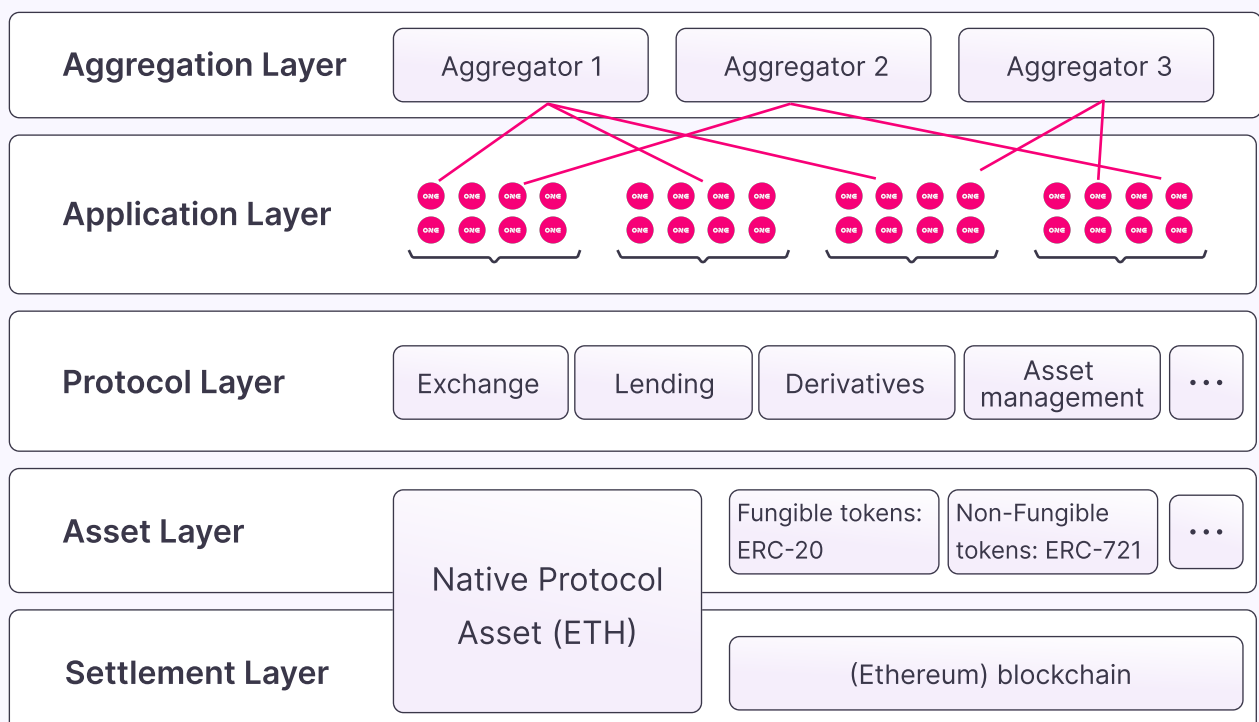 Aggregation Layer
Aggregator 1
Aggregator 2
Aggregator 3
Application Layer
ONE ONE ONE ONE ONE ONE ONE ONE ONE ONE ONE ONE ONE ONE ONE ONE
ONE ONE ONE ONE ONE ONE ONE ONE ONE ONE ONE ONE ONE ONE ONE ONE
Protocol Layer
Exchange
Lending
Derivatives
Asset
management
...
Asset Layer
Native Protocol
Asset (ETH)
Fungible tokens:
ERC-20
Non-Fungible
tokens: ERC-721
...
Settlement Layer
(Ethereum) blockchain